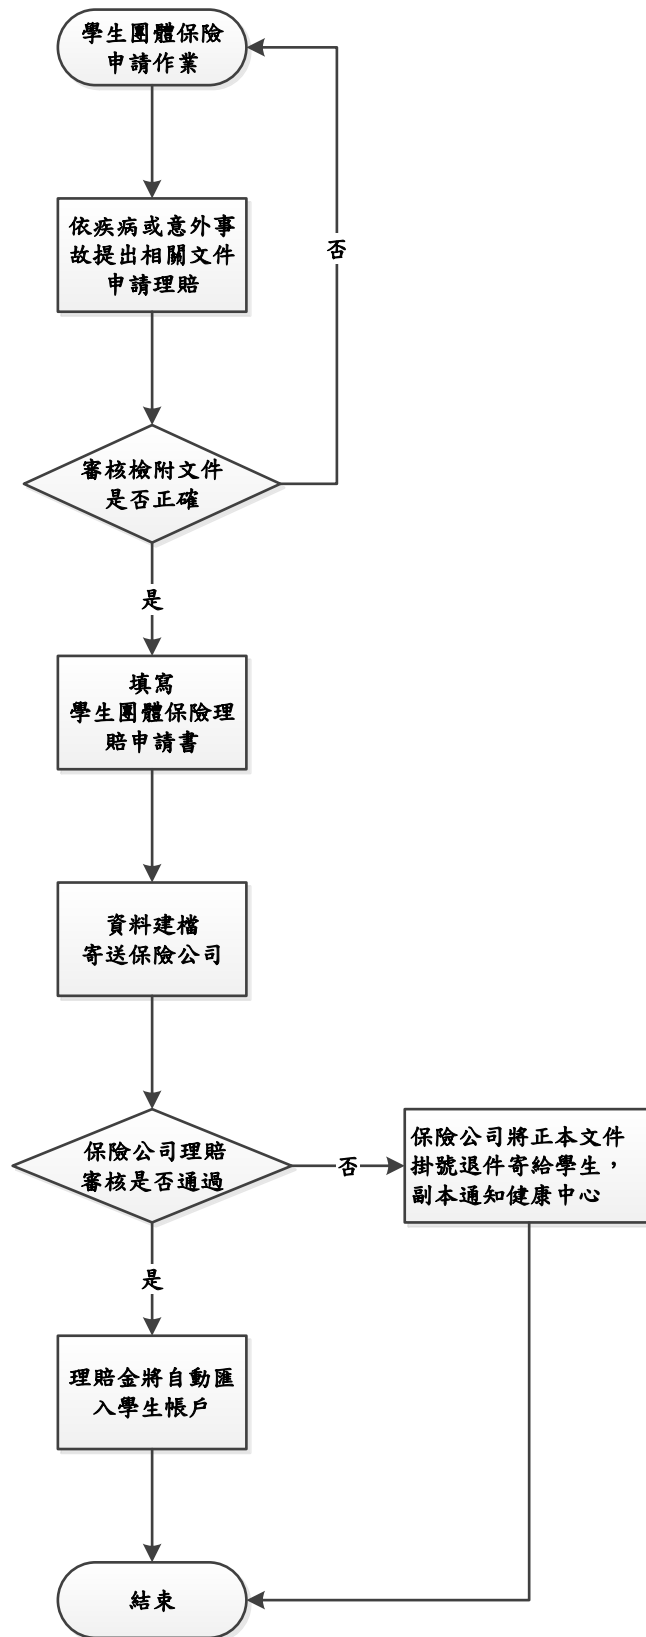 學生團體保險
申請作業
依疾病或意外事
故提出相關文件
申請理賠
否
審核檢附文件
是否正確
是
填寫
學生團體保險理
賠申請書
資料建檔
寄送保險公司
保險公司理賠
審核是否通過
否
保險公司將正本文件
掛號退件寄給學生，
副本通知健康中心
是
理賠金將自動匯
入學生帳戶
結束